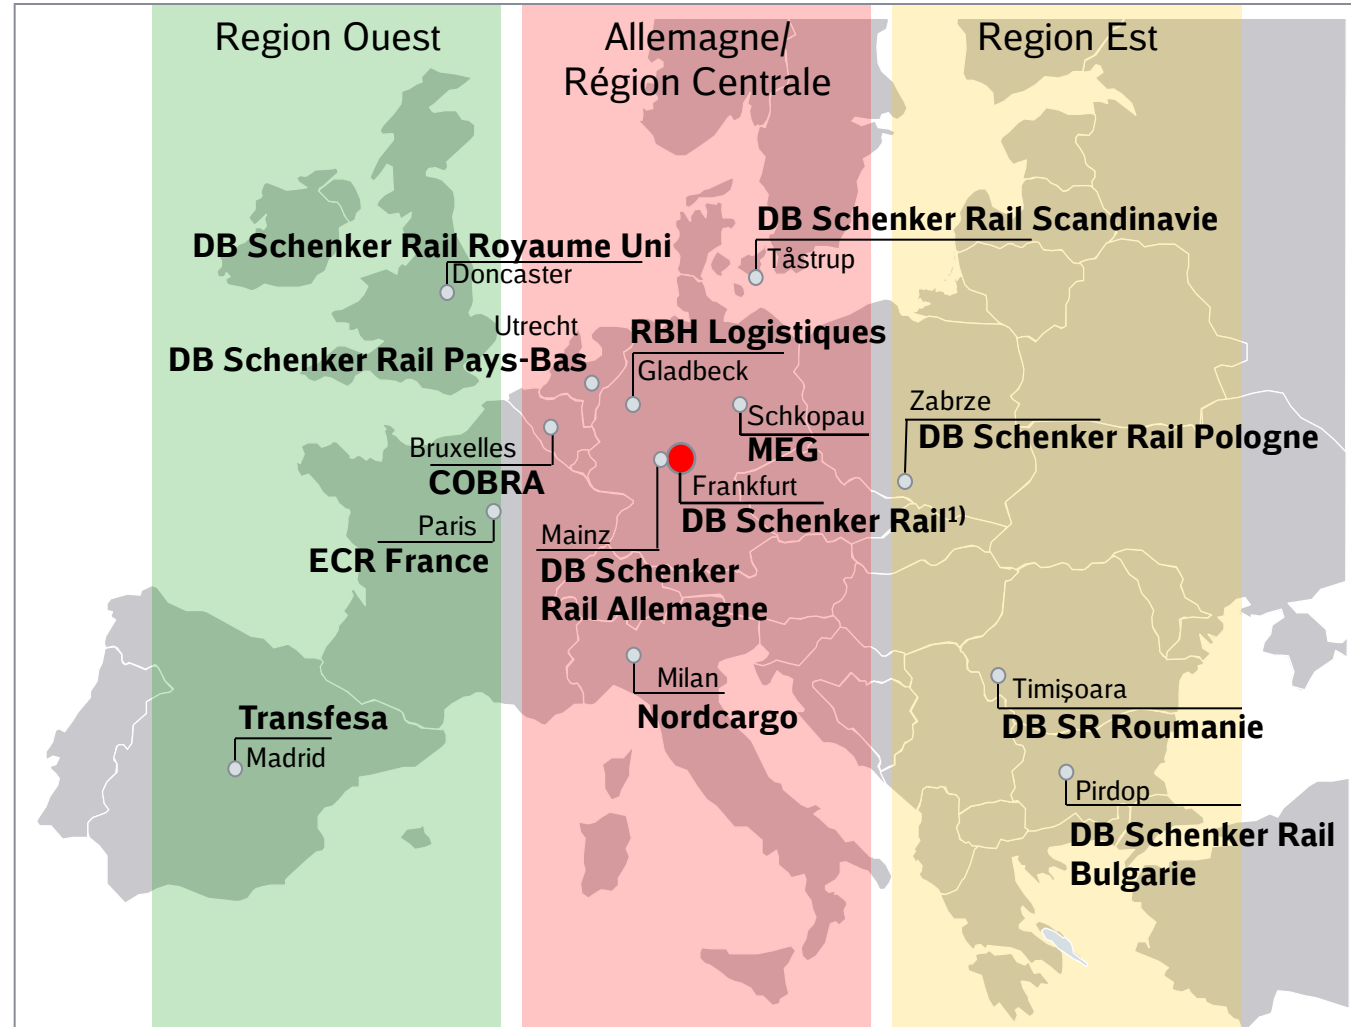 Region Ouest
Allemagne/
Région Centrale
Region Est
DB Schenker Rail Scandinavie
Tåstrup
DB Schenker Rail Royaume Uni
Doncaster
Utrecht
DB Schenker Rail Pays-Bas
RBH Logistiques
Gladbeck
Schkopau
MEG
Zabrze
DB Schenker Rail Pologne
Bruxelles
COBRA
Frankfurt
DB Schenker Rail¹⁾
Paris
ECR France
Mainz
DB Schenker
Rail Allemagne
Milan
Nordcargo
Timişoara
DB SR Roumanie
Transfesa
Madrid
Pirdop
DB Schenker Rail
Bulgarie